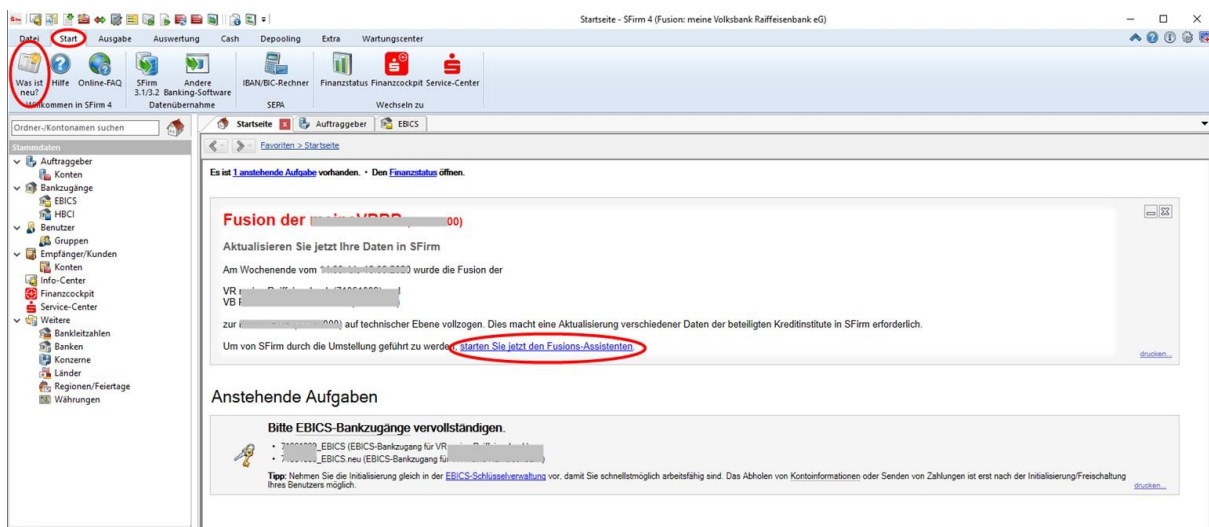 Startseite - SFirm 4 (Fusion: meine Volksbank Raiffeisenbank eG)
Datei Start Ausgabe Auswertung Cash Depooling Extra Wartungscenter
Was ist neu? Hilfe Online-FAQ SFirm 3.1/3.2 Andere Banking-Software IBAN/BIC-Rechner Finanzstatus Finanzcockpit Service-Center
Willkommen in SFirm 4 Datenübernahme SEPA Wechseln zu
Ordner-/Kontonamen suchen
Startseite Auftraggeber EBICS
Favoriten > Startseite
Stammdaten
Auftraggeber
Konten
Bankzugänge
EBICS
HBCI
Benutzer
Gruppen
Empfänger/Kunden
Konten
Info-Center
Finanzcockpit
Service-Center
Weitere
Bankleitzahlen
Banken
Konzerne
Länder
Regionen/Feiertage
Währungen
Es ist 1 anstehende Aufgabe vorhanden. • Den Finanzstatus öffnen.
Fusion der 00)
Aktualisieren Sie jetzt Ihre Daten in SFirm
Am Wochenende vom wurde die Fusion der
VR
VB
zur auf technischer Ebene vollzogen. Dies macht eine Aktualisierung verschiedener Daten der beteiligten Kreditinstitute in SFirm erforderlich.
Um von SFirm durch die Umstellung geführt zu werden, starten Sie jetzt den Fusions-Assistenten.
drucken...
Anstehende Aufgaben
Bitte EBICS-Bankzugänge vervollständigen.
• _EBICS (EBICS-Bankzugang für VR
• _EBICS.neu (EBICS-Bankzugang für
Tipp: Nehmen Sie die Initialisierung gleich in der EBICS-Schlüsselverwaltung vor, damit Sie schnellstmöglich arbeitsfähig sind. Das Abholen von Kontoinformationen oder Senden von Zahlungen ist erst nach der Initialisierung/Freischaltung
Ihres Benutzers möglich.
drucken...